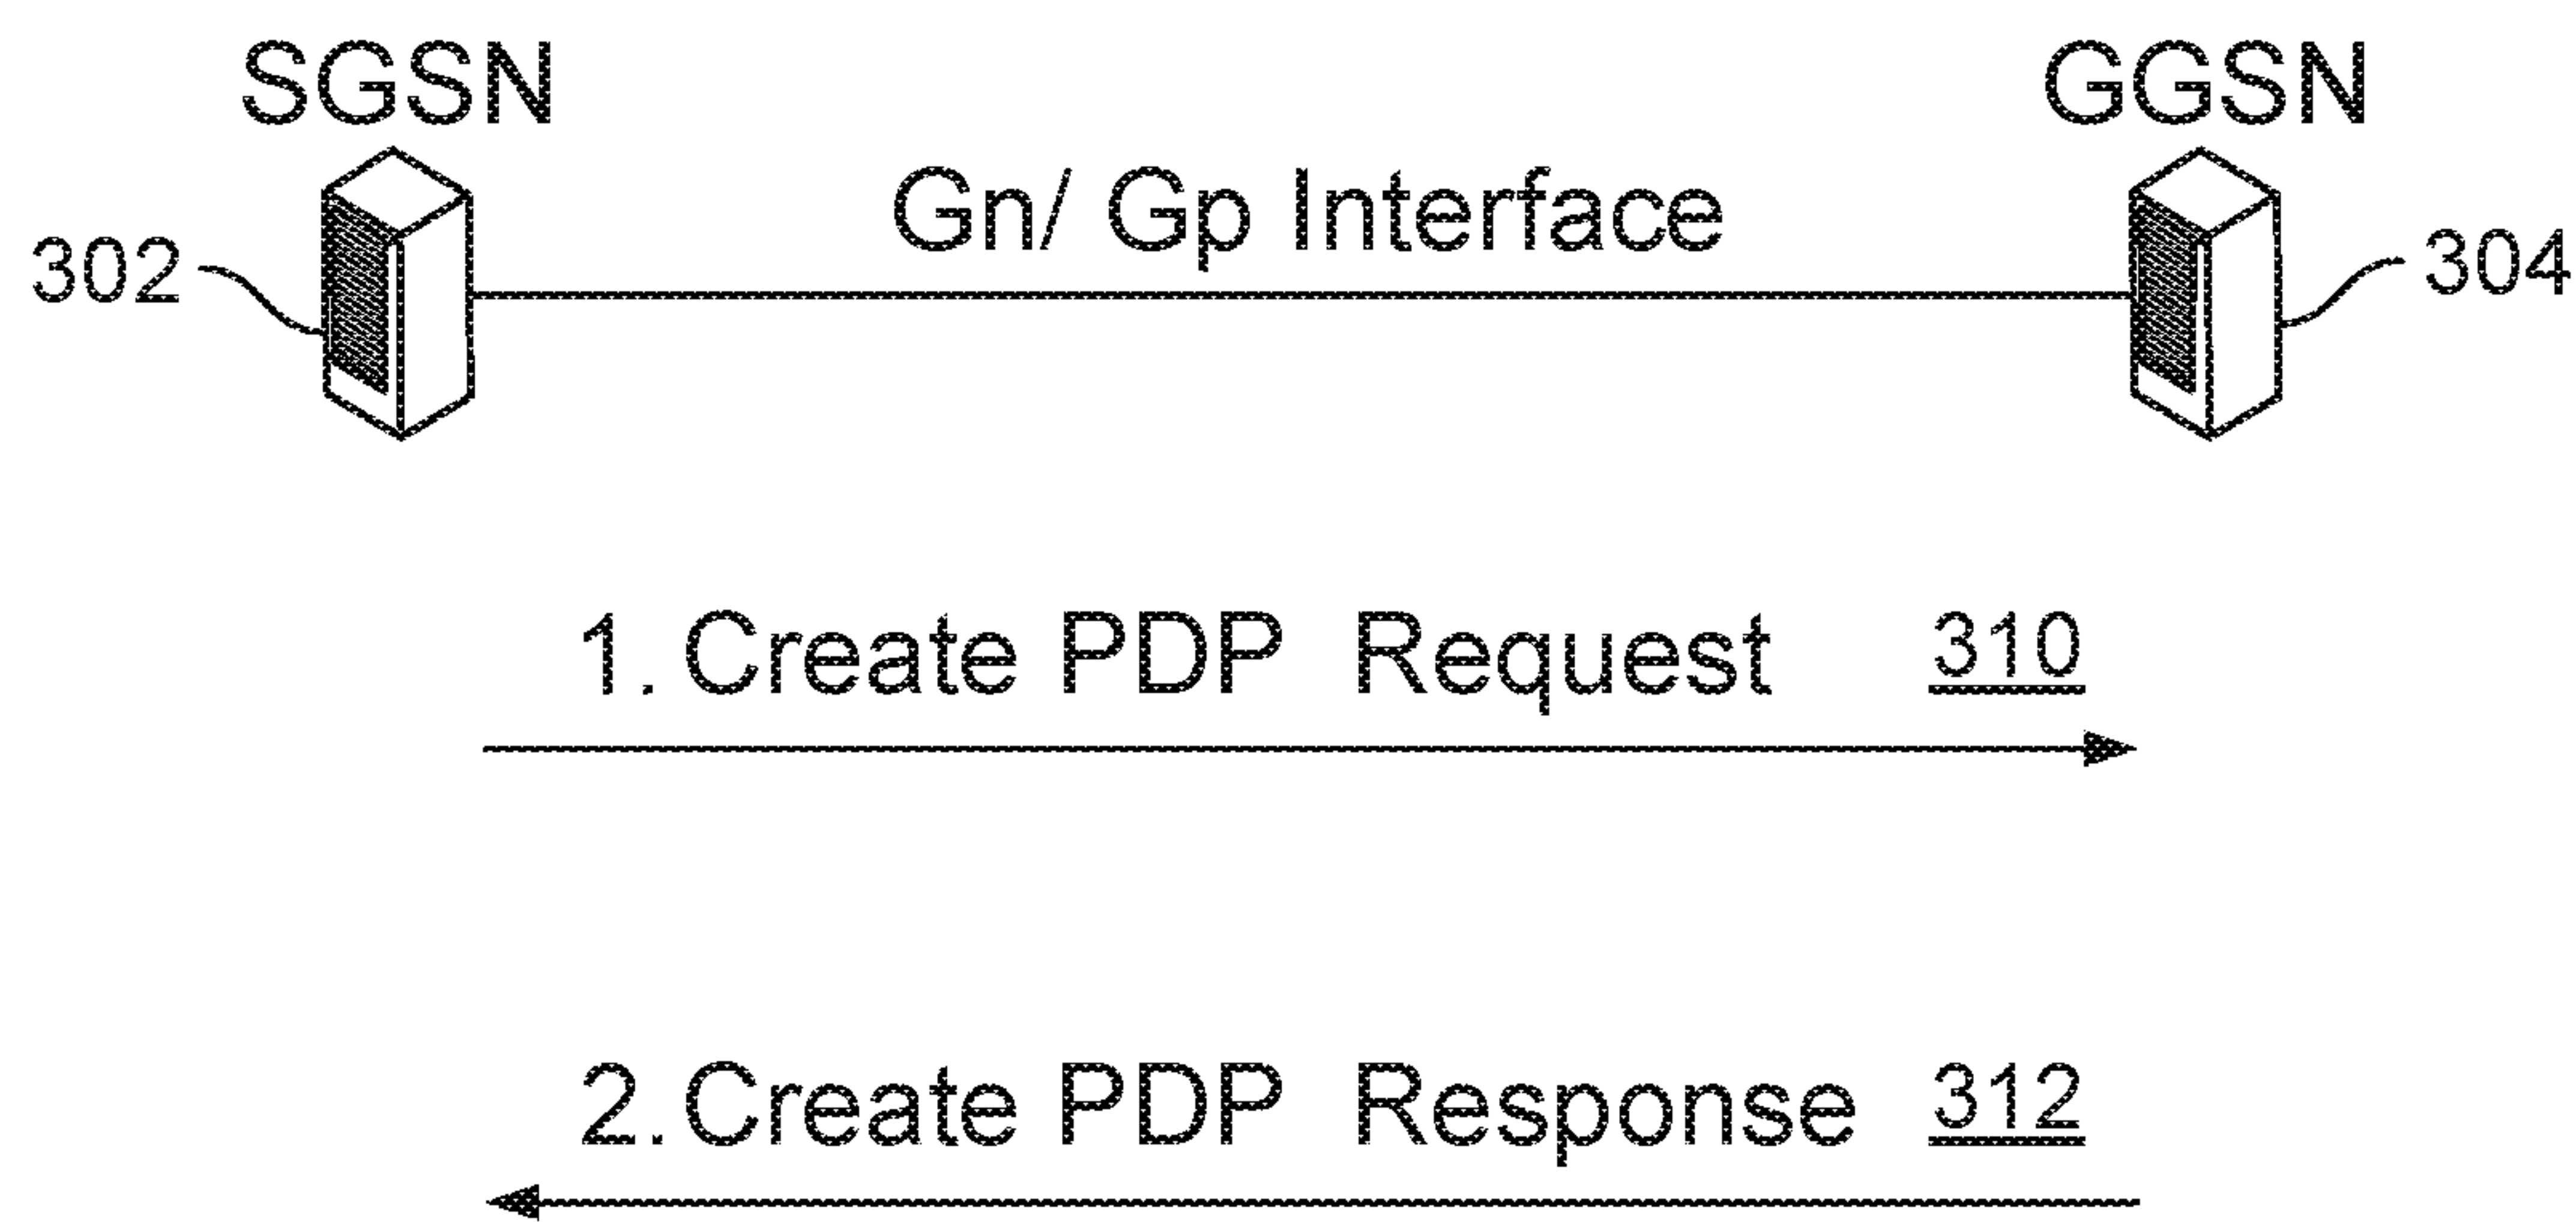 SGSN GGSN
Gn/ Gp Interface
302 304
1. Create PDP Request 310
2. Create PDP Response 312